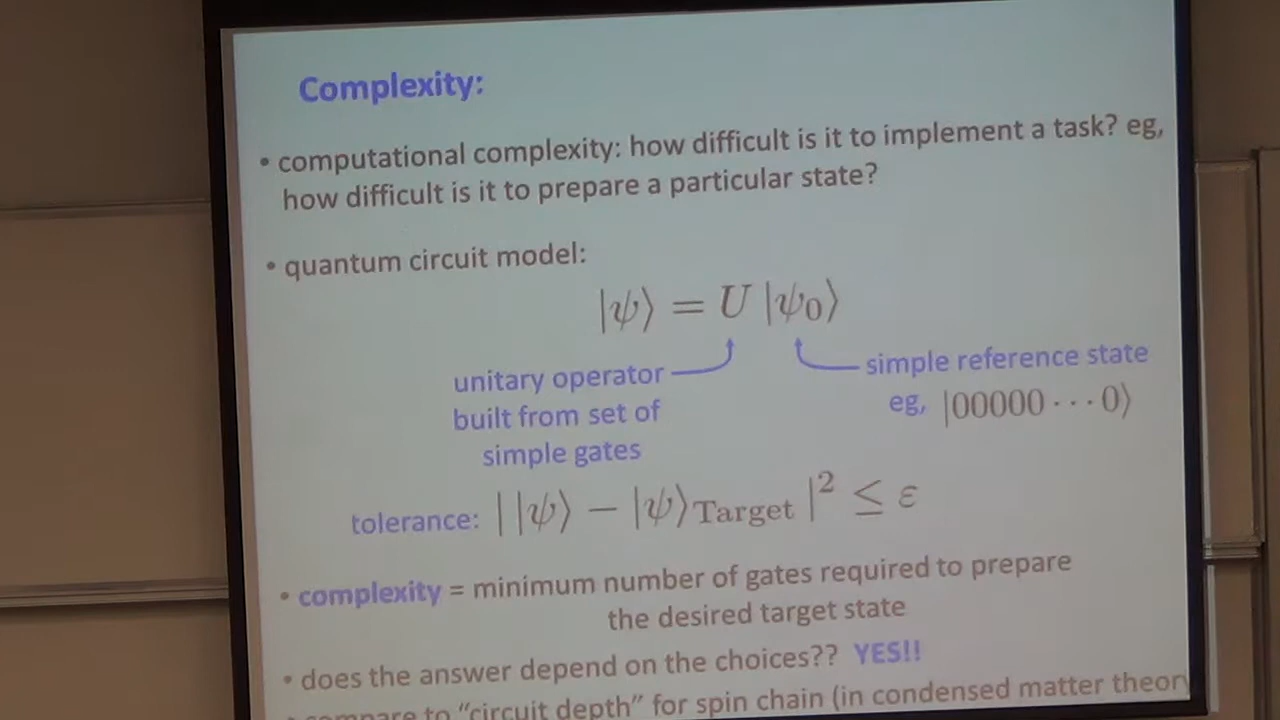 Complexity:
• computational complexity: how difficult is it to implement a task? eg,
how difficult is it to prepare a particular state?
• quantum circuit model:
|ψ⟩ = U |ψ₀⟩
unitary operator
built from set of
simple gates
simple reference state
eg, |00000 ⋯ 0⟩
tolerance: | |ψ⟩ − |ψ⟩Target |² ≤ ε
• complexity = minimum number of gates required to prepare
the desired target state
• does the answer depend on the choices?? YES!!
compare to "circuit depth" for spin chain (in condensed matter theory